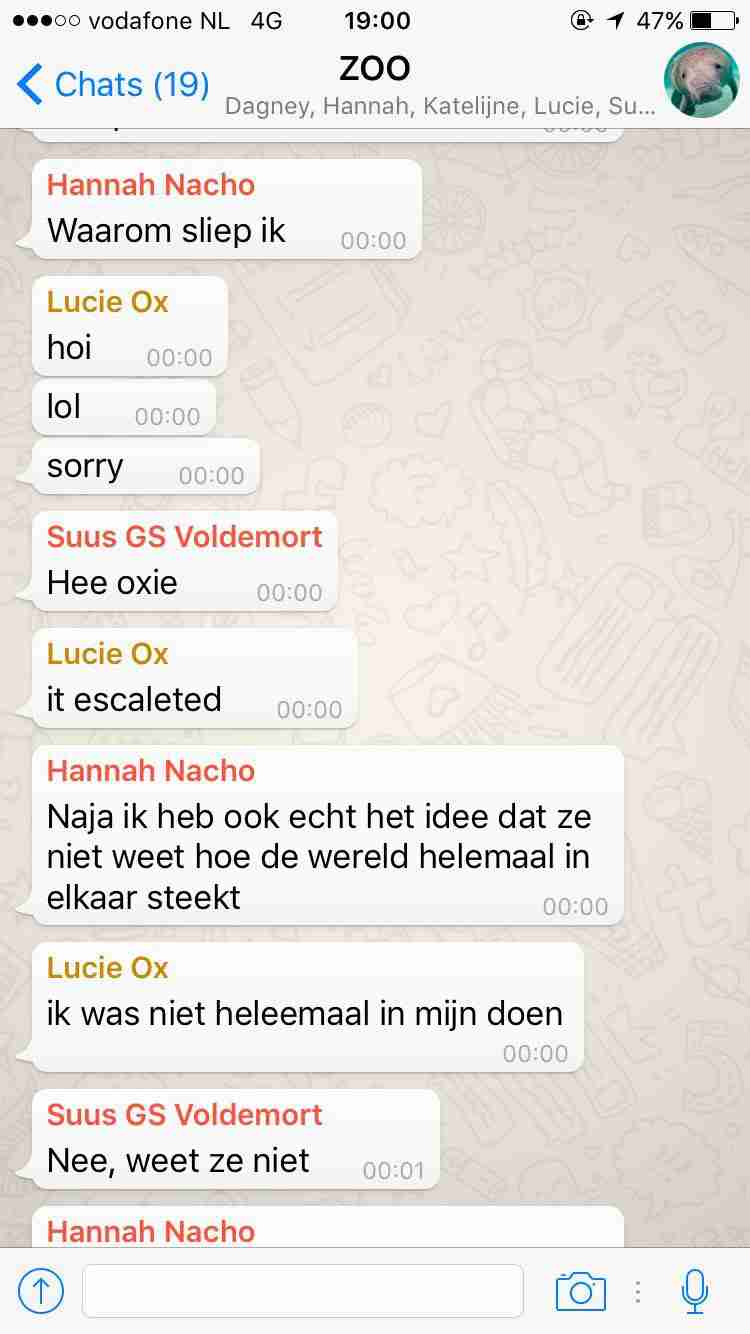 vodafone NL 4G 19:00 47%
Chats (19) ZOO
Dagney, Hannah, Katelijne, Lucie, Su...
Hannah Nacho
Waarom sliep ik 00:00
Lucie Ox
hoi 00:00
lol 00:00
sorry 00:00
Suus GS Voldemort
Hee oxie 00:00
Lucie Ox
it escaleted 00:00
Hannah Nacho
Naja ik heb ook echt het idee dat ze
niet weet hoe de wereld helemaal in
elkaar steekt 00:00
Lucie Ox
ik was niet heleemaal in mijn doen
00:00
Suus GS Voldemort
Nee, weet ze niet 00:01
Hannah Nacho